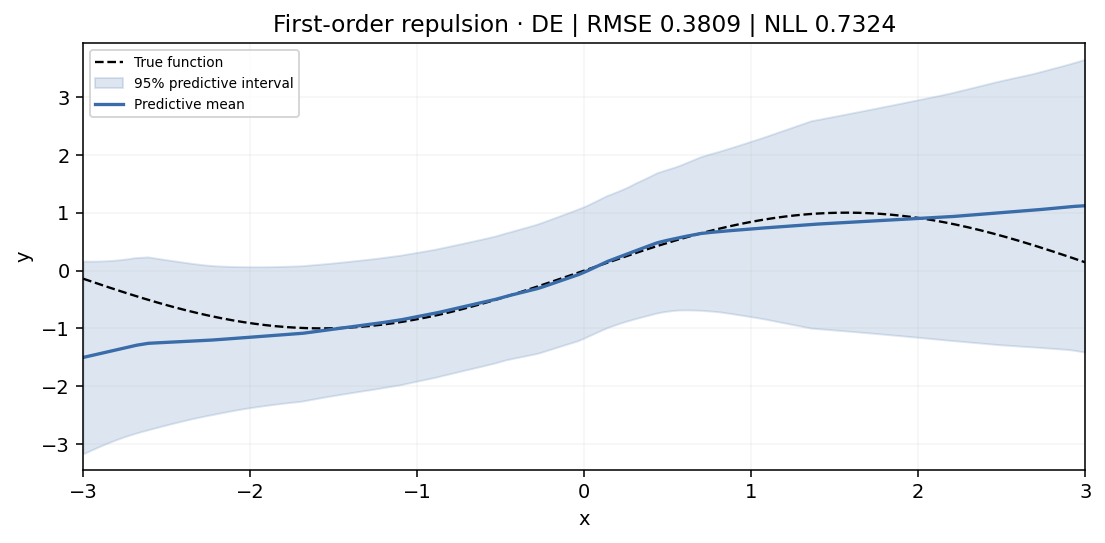 First-order repulsion · DE | RMSE 0.3809 | NLL 0.7324
True function
95% predictive interval
Predictive mean
y
3
2
1
0
−1
−2
−3
−3 −2 −1 0 1 2 3
x